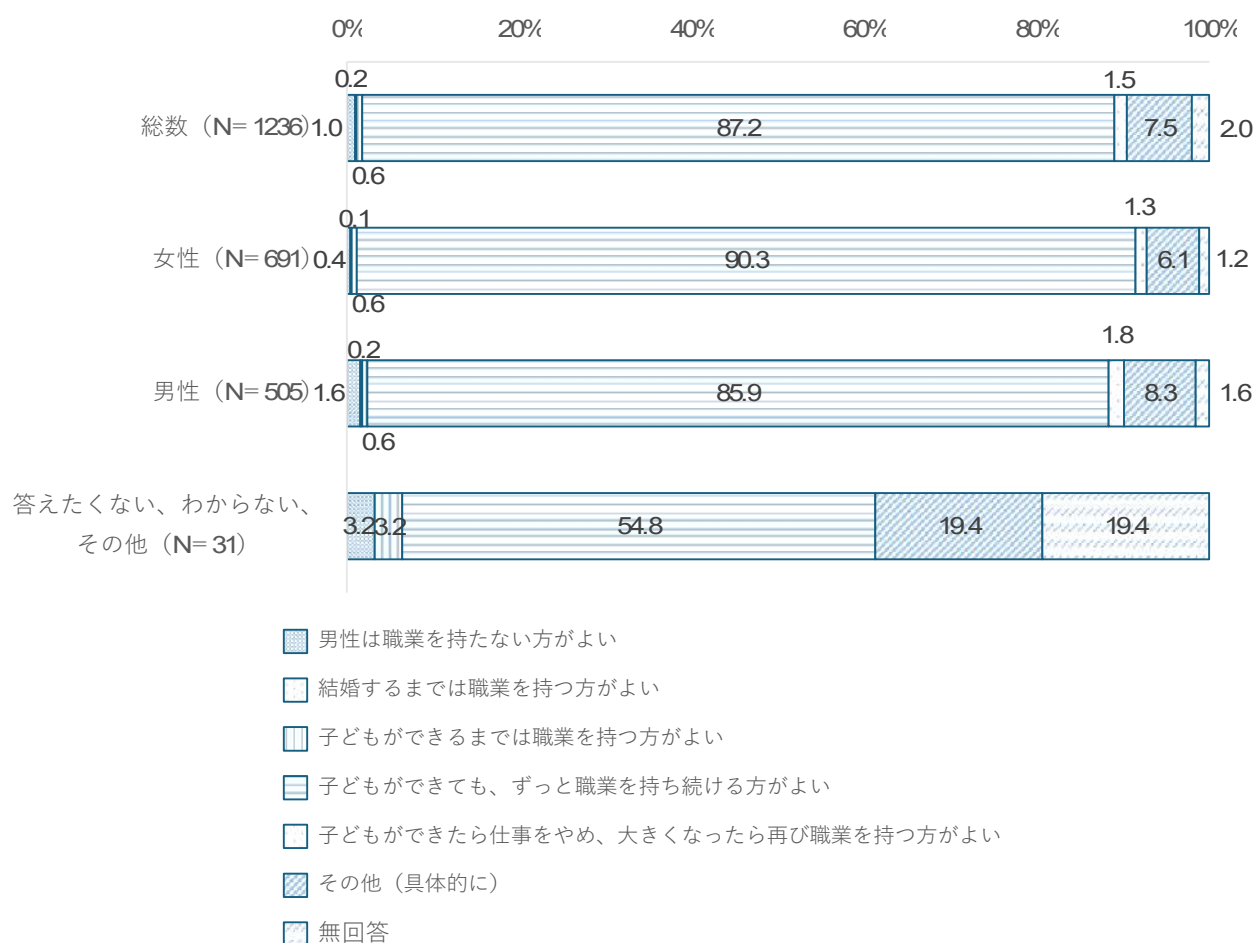 0% 20% 40% 60% 80% 100%
0.2 1.5
総数（N= 1236） 1.0 87.2 7.5 2.0
0.6
0.1 1.3
女性（N= 691） 0.4 90.3 6.1 1.2
0.6
0.2 1.8
男性（N= 505） 1.6 85.9 8.3 1.6
0.6
答えたくない、わからない、
その他（N= 31） 3.2 3.2 54.8 19.4 19.4
男性は職業を持たない方がよい
結婚するまでは職業を持つ方がよい
子どもができるまでは職業を持つ方がよい
子どもができても、ずっと職業を持ち続ける方がよい
子どもができたら仕事をやめ、大きくなったら再び職業を持つ方がよい
その他（具体的に）
無回答